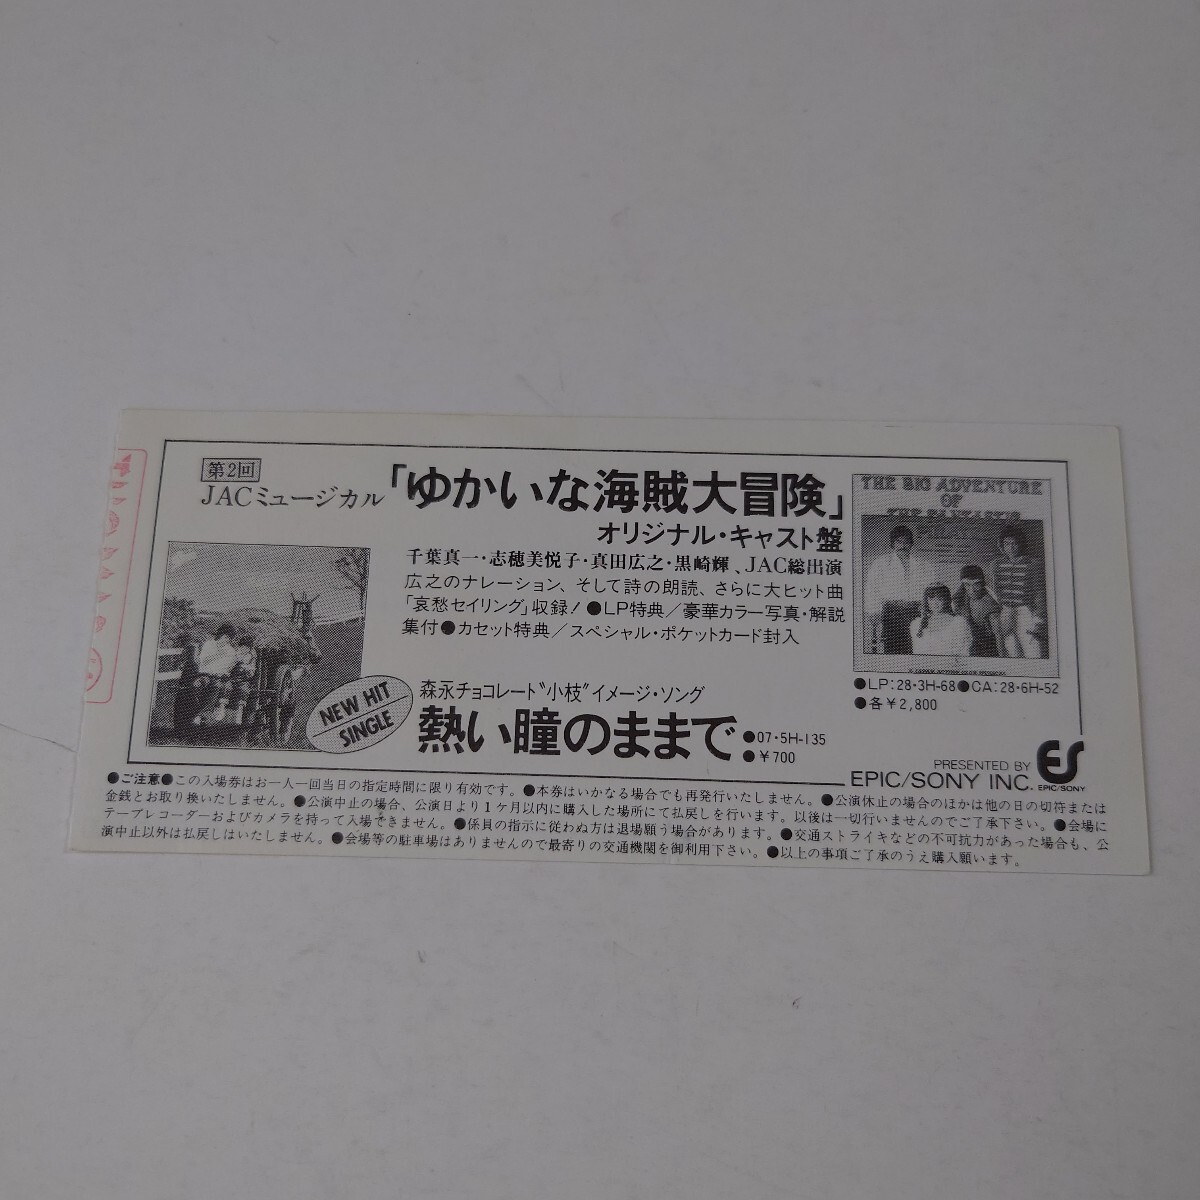 第2回
JACミュージカル「ゆかいな海賊大冒険」
オリジナル・キャスト盤
千葉真一・志穂美悦子・真田広之・黒崎輝、JAC総出演
広之のナレーション、そして詩の朗読、さらに大ヒット曲
「哀愁セイリング」収録!●LP特典/豪華カラー写真・解説
集付●カセット特典/スペシャル・ポケットカード封入
THE BIG ADVENTURE
OF
THE FANTASTIC
●LP:28・3H-68●CA:28・6H-52
●各¥2,800
NEW HIT
SINGLE
森永チョコレート“小枝”イメージ・ソング
熱い瞳のままで
●07・5H-135
●¥700
PRESENTED BY
EPIC/SONY INC.
ES
EPIC/SONY
●ご注意●この入場券はお一人一回当日の指定時間に限り有効です。●本券はいかなる場合でも再発行いたしません。●公演休止の場合のほかは他の日の切符または
金銭とお取り換いたしません。●公演中止の場合、公演日より1ケ月以内に購入した場所にて払戻しを行います。以後は一切行いませんのでご了承下さい。●会場に
テープレコーダーおよびカメラを持って入場できません。●係員の指示に従わぬ方は退場願う場合があります。●交通ストライキなどの不可抗力があった場合も、公
演中止以外は払戻しはいたしません。●会場等の駐車場はありませんので最寄りの交通機関を御利用下さい。●以上の事項ご了承のうえ購入願います。